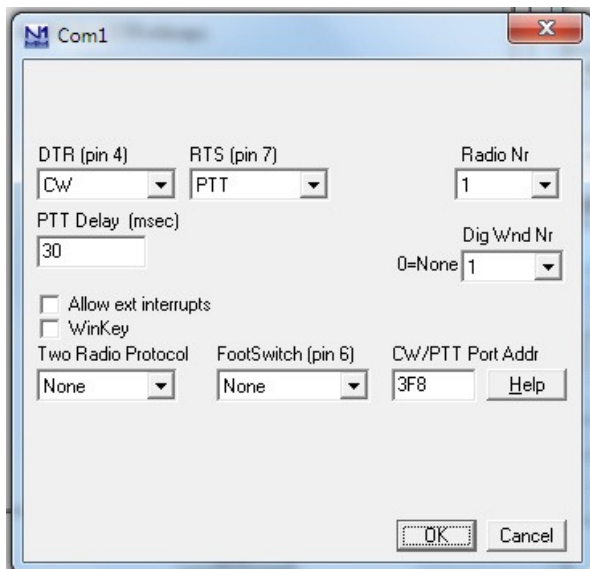 N1
MM
Com1
DTR (pin 4) RTS (pin 7) Radio Nr
CW PTT 1
PTT Delay (msec)
30
Dig Wnd Nr
0=None 1
Allow ext interrupts
WinKey
Two Radio Protocol FootSwitch (pin 6) CW/PTT Port Addr
None None 3F8 Help
OK Cancel